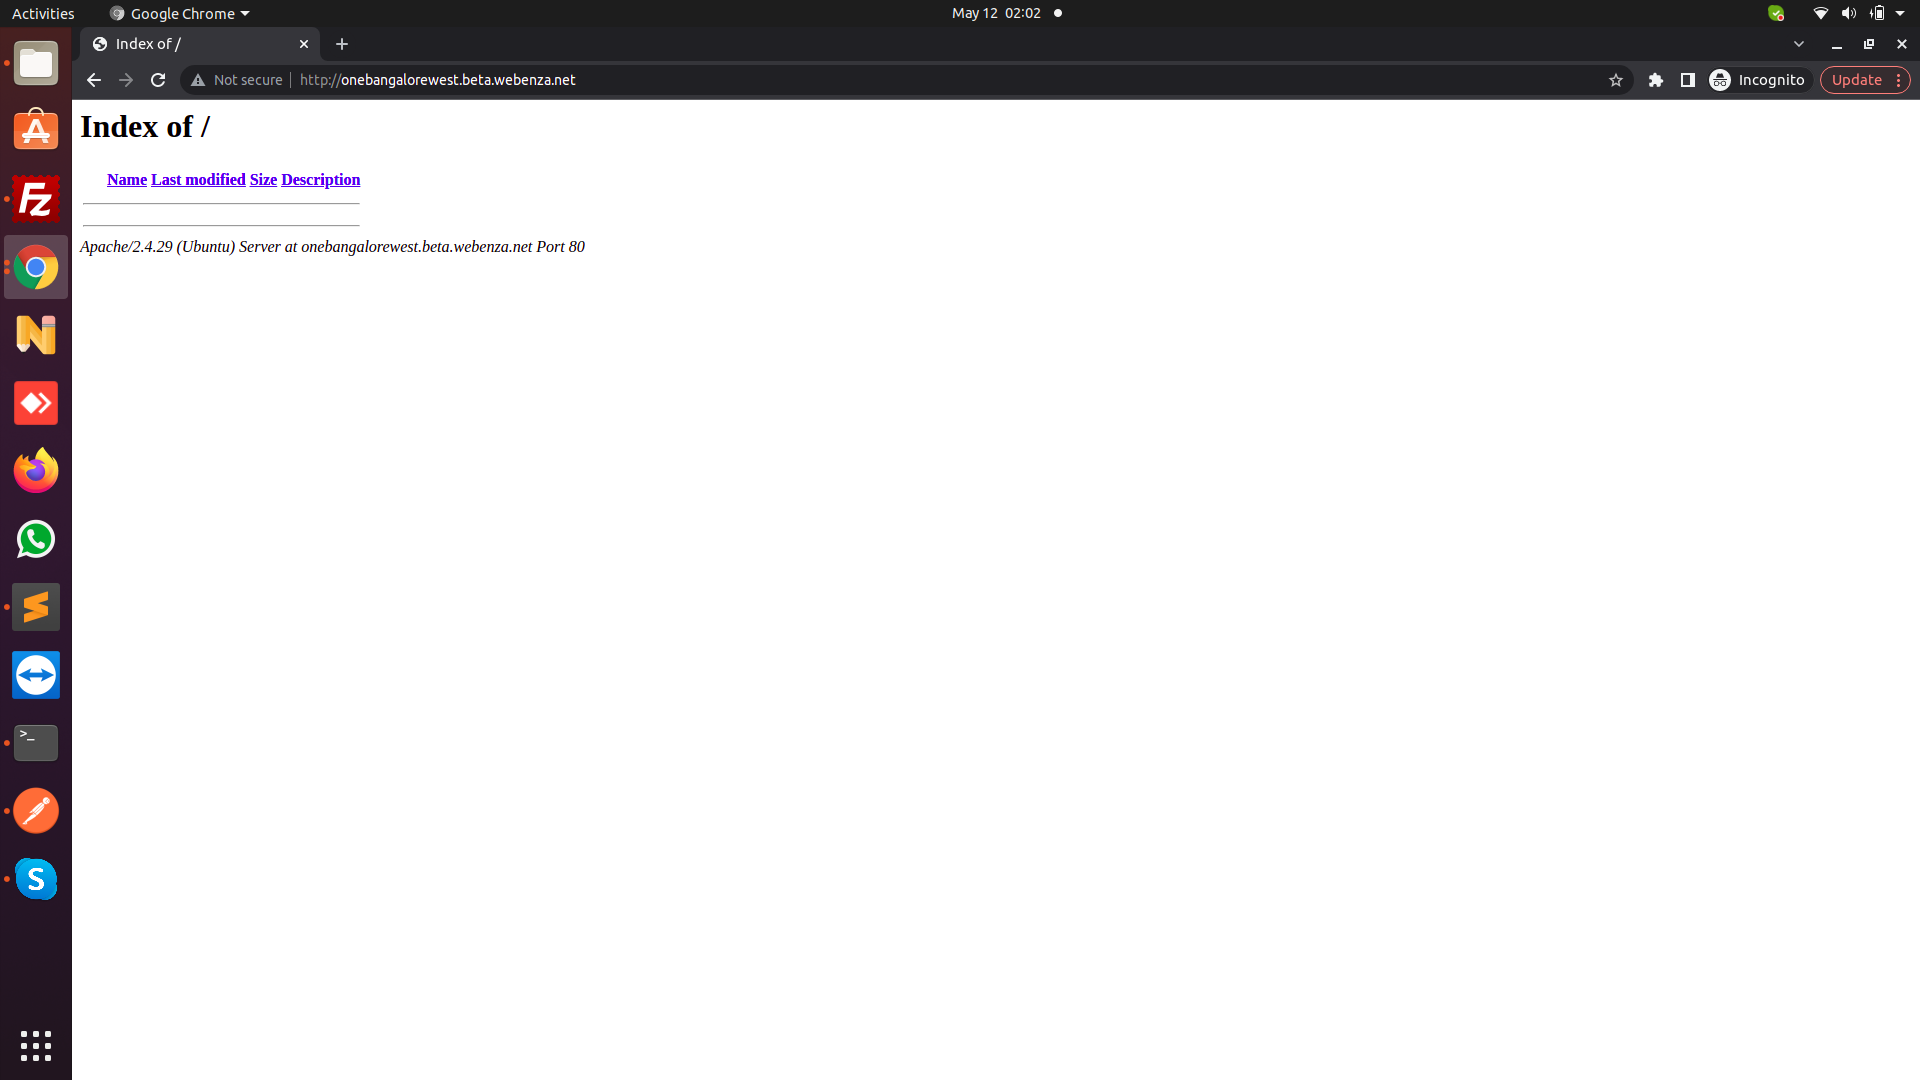 Activities
Google Chrome
May 12 02:02
Index of /
Not secure
http://onebangalorewest.beta.webenza.net
Incognito
Update
Index of /
Name Last modified Size Description
Apache/2.4.29 (Ubuntu) Server at onebangalorewest.beta.webenza.net Port 80